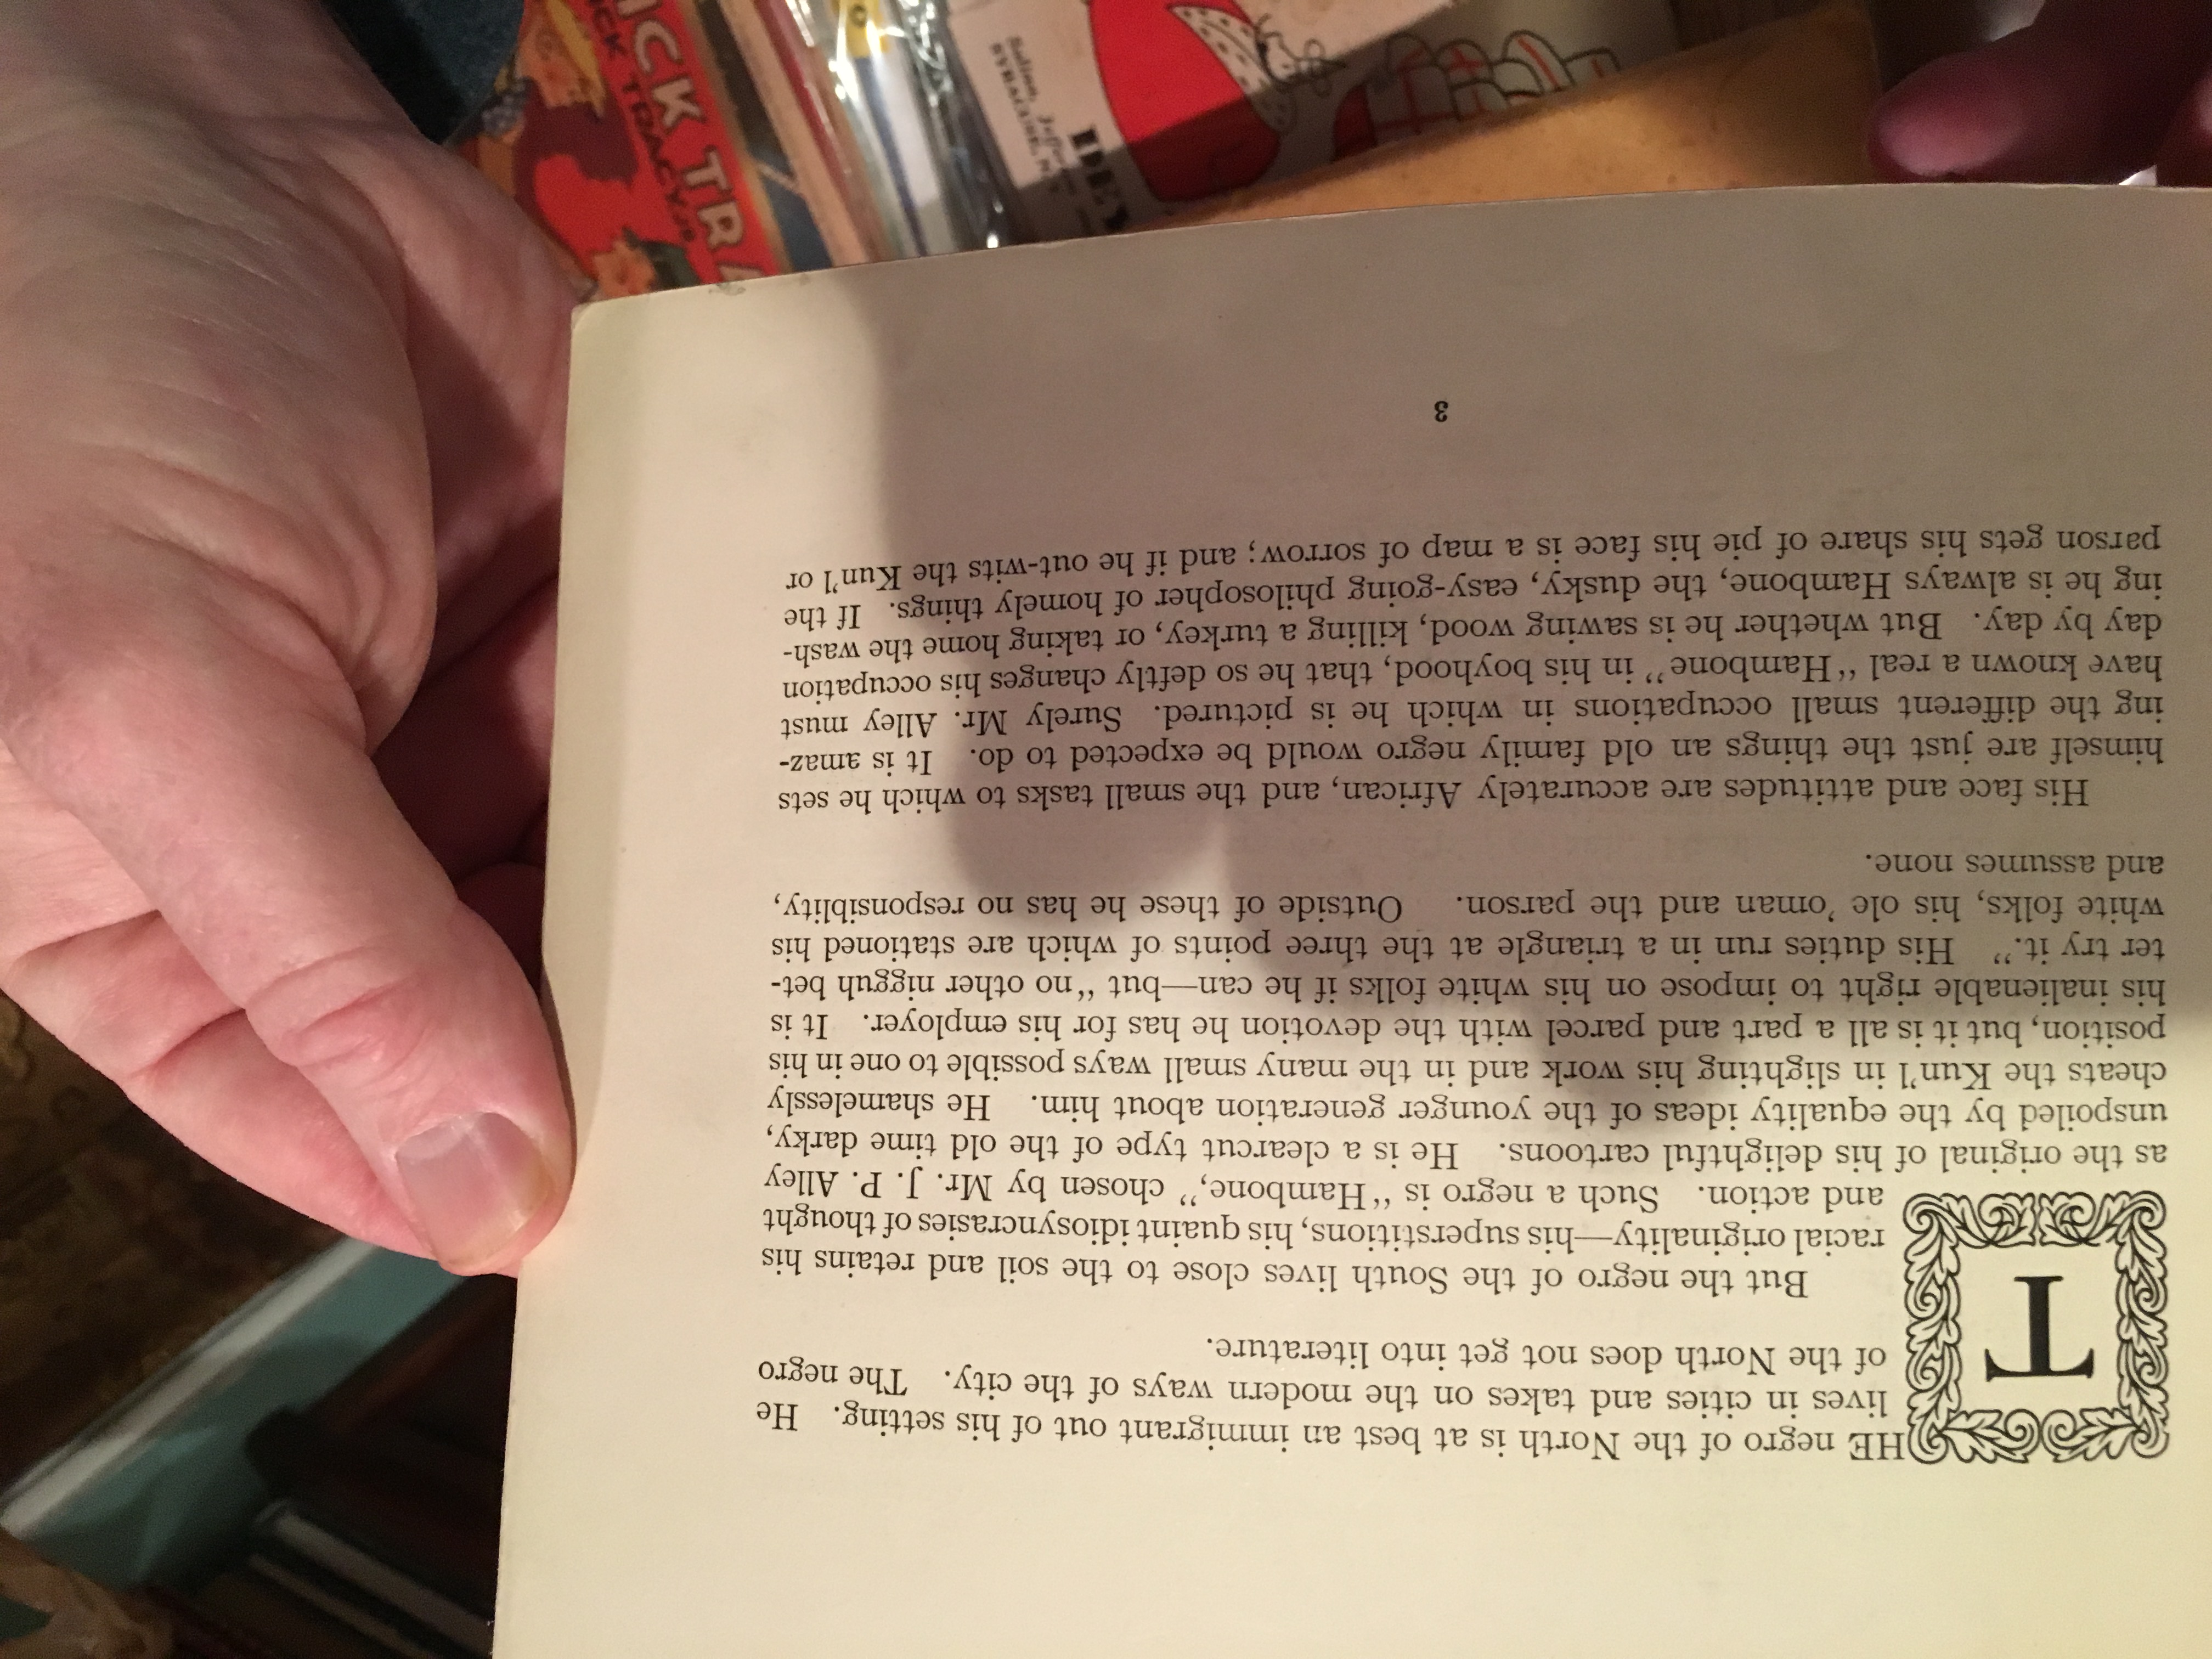 THE negro of the North is at best an immigrant out of his setting. He
lives in cities and takes on the modern ways of the city. The negro
of the North does not get into literature.
But the negro of the South lives close to the soil and retains his
racial originality—his superstitions, his quaint idiosyncrasies of thought
and action. Such a negro is “Hambone,” chosen by Mr. J. P. Alley
as the original of his delightful cartoons. He is a clearcut type of the old time darky,
unspoiled by the equality ideas of the younger generation about him. He shamelessly
cheats the Kun’l in slighting his work and in the many small ways possible to one in his
position, but it is all a part and parcel with the devotion he has for his employer. It is
his inalienable right to impose on his white folks if he can—but “no other nigguh bet-
ter try it.” His duties run in a triangle at the three points of which are stationed his
white folks, his ole ’oman and the parson. Outside of these he has no responsiblity,
and assumes none.
His face and attitudes are accurately African, and the small tasks to which he sets
himself are just the things an old family negro would be expected to do. It is amaz-
ing the different small occupations in which he is pictured. Surely Mr. Alley must
have known a real “Hambone” in his boyhood, that he so deftly changes his occupation
day by day. But whether he is sawing wood, killing a turkey, or taking home the wash-
ing he is always Hambone, the dusky, easy-going philosopher of homely things. If the
parson gets his share of pie his face is a map of sorrow; and if he out-wits the Kun’l or
3
ICK TRA
ICK TRACY
IDEY
SYRACUSE, N.Y.